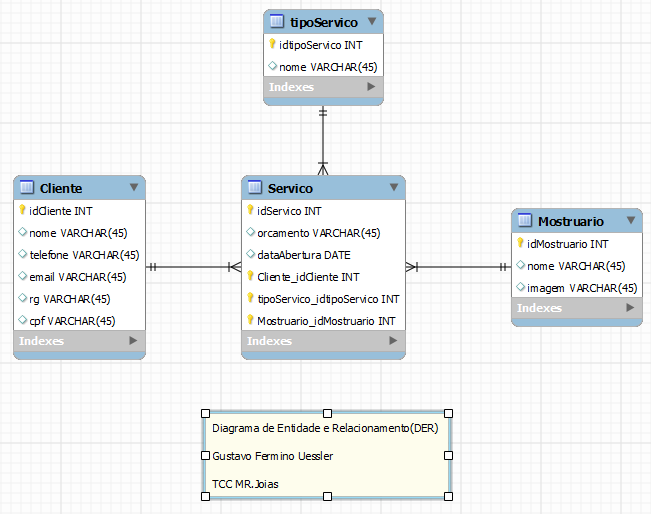 tipoServico
idtipoServico INT
nome VARCHAR(45)
Indexes
Cliente
idCliente INT
nome VARCHAR(45)
telefone VARCHAR(45)
email VARCHAR(45)
rg VARCHAR(45)
cpf VARCHAR(45)
Indexes
Servico
idServico INT
orcamento VARCHAR(45)
dataAbertura DATE
Cliente_idCliente INT
tipoServico_idtipoServico INT
Mostruario_idMostruario INT
Indexes
Mostruario
idMostruario INT
nome VARCHAR(45)
imagem VARCHAR(45)
Indexes
Diagrama de Entidade e Relacionamento(DER)
Gustavo Fermino Uessler
TCC MR.Joias